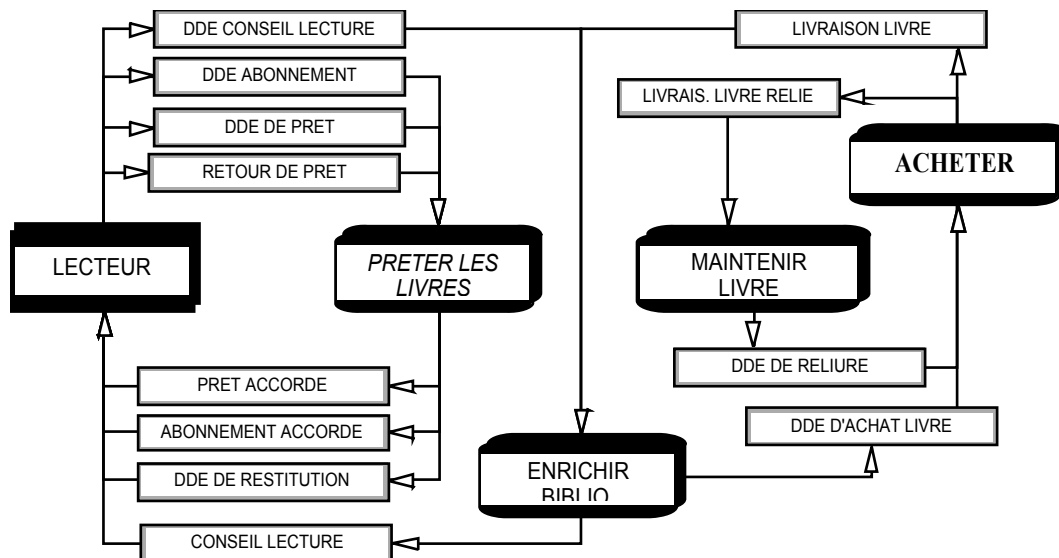 DDE CONSEIL LECTURE
LIVRAISON LIVRE
DDE ABONNEMENT
LIVRAIS. LIVRE RELIE
DDE DE PRET
RETOUR DE PRET
ACHETER
LECTEUR
PRETER LES
LIVRES
MAINTENIR
LIVRE
DDE DE RELIURE
PRET ACCORDE
ABONNEMENT ACCORDE
DDE D'ACHAT LIVRE
DDE DE RESTITUTION
ENRICHIR
BIBLIO
CONSEIL LECTURE